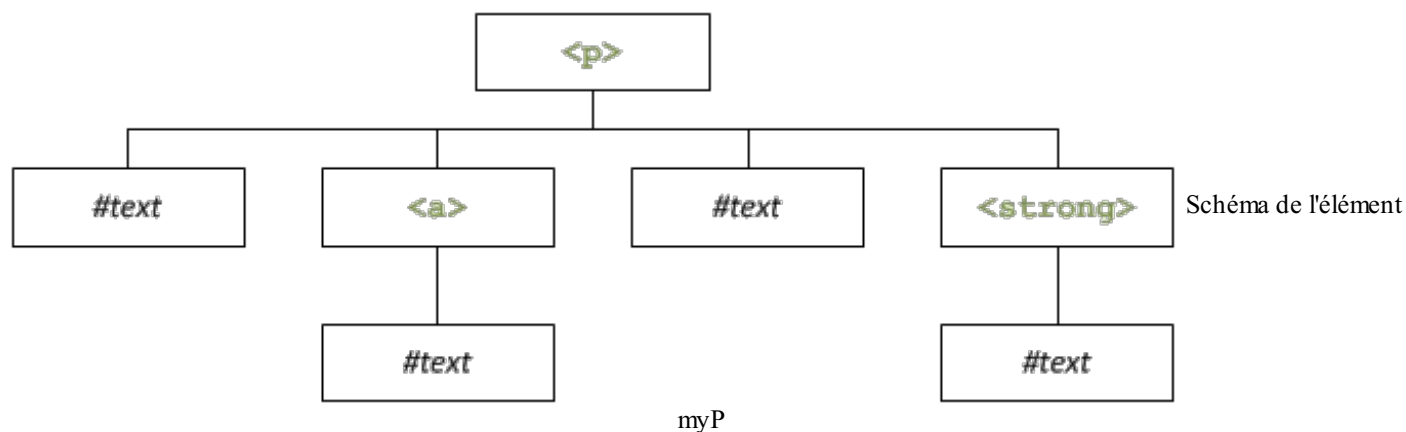 <p>
#text
<a>
#text
<strong>
Schéma de l'élément
#text
#text
myP